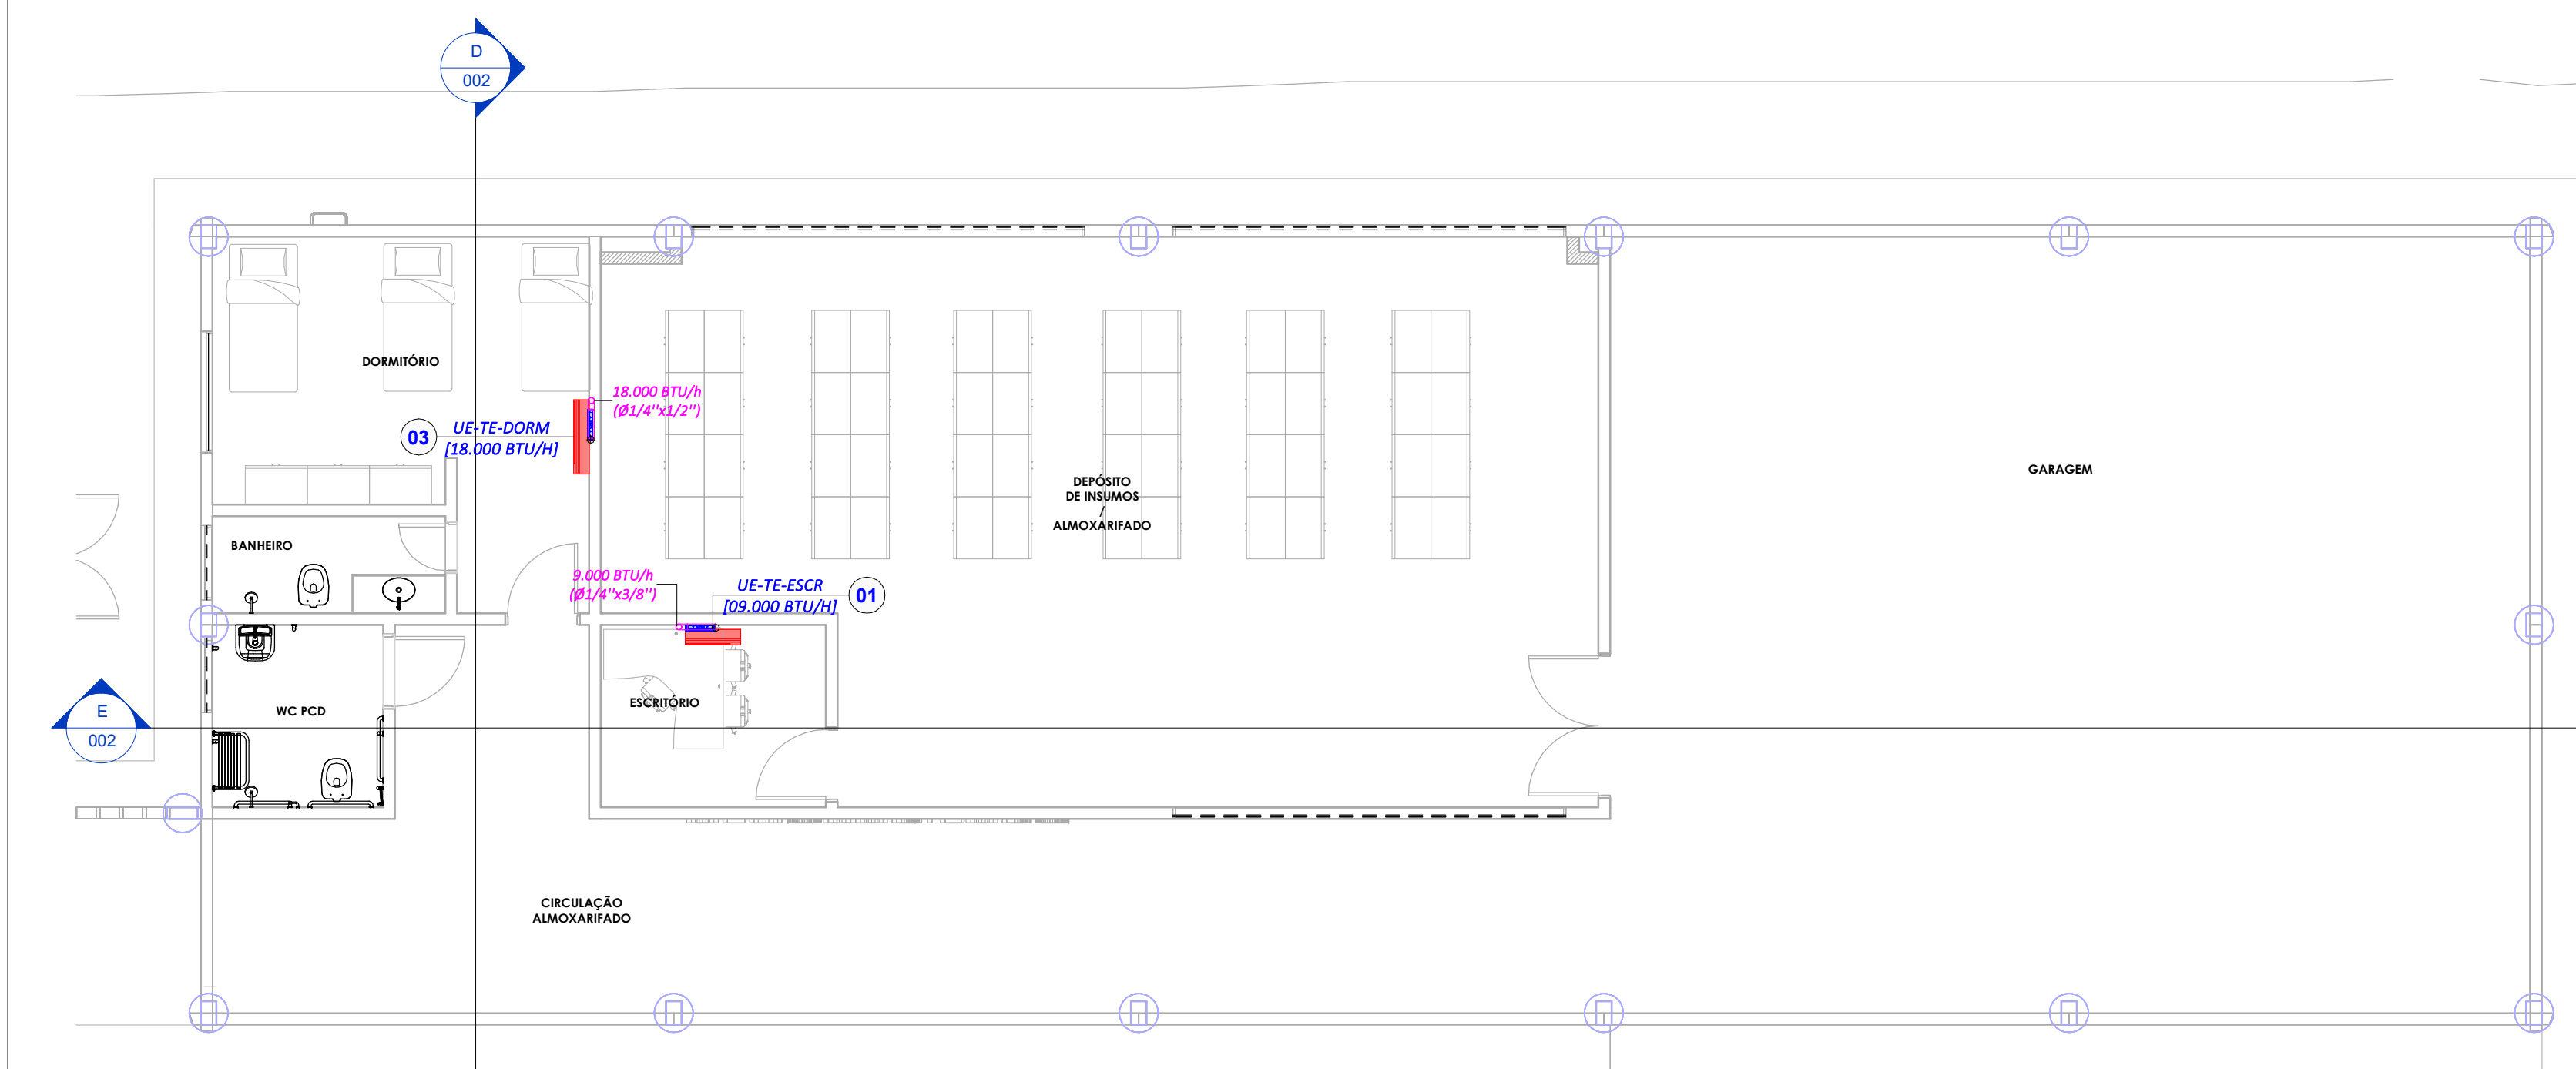 D
002
DORMITÓRIO
18.000 BTU/h
(Ø1/4''x1/2'')
03
UE-TE-DORM
[18.000 BTU/H]
GARAGEM
DEPÓSITO
DE INSUMOS
/
ALMOXARIFADO
BANHEIRO
9.000 BTU/h
(Ø1/4''x3/8'')
UE-TE-ESCR
[09.000 BTU/H]
01
ESCRITÓRIO
WC PCD
E
002
CIRCULAÇÃO
ALMOXARIFADO